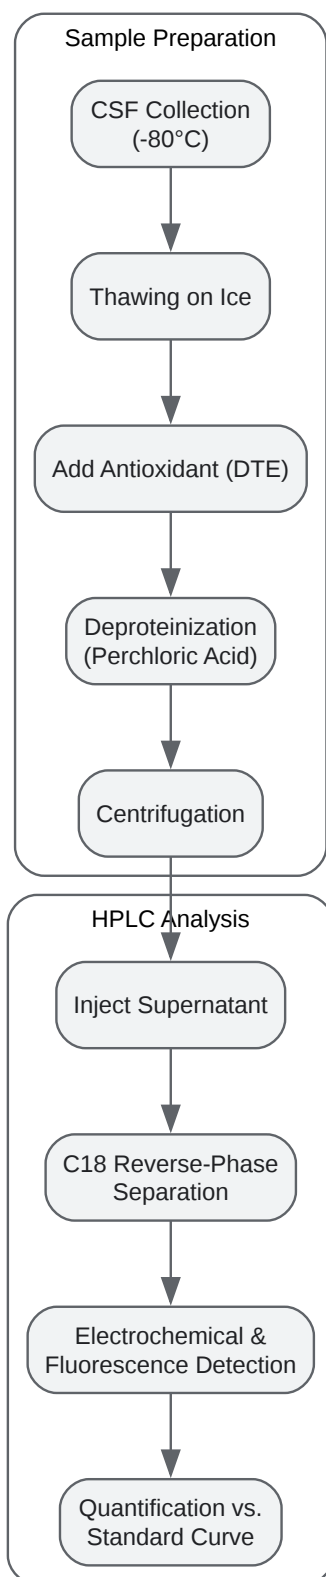 Sample Preparation
CSF Collection
(-80°C)
Thawing on Ice
Add Antioxidant (DTE)
Deproteinization
(Perchloric Acid)
Centrifugation
HPLC Analysis
Inject Supernatant
C18 Reverse-Phase
Separation
Electrochemical &
Fluorescence Detection
Quantification vs.
Standard Curve